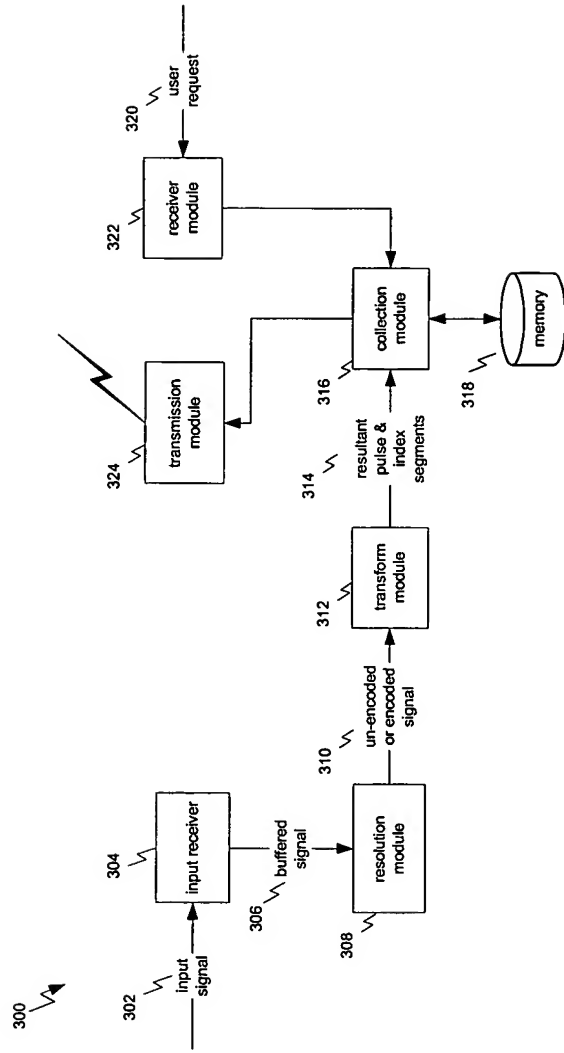 300
302
input
signal
304
input receiver
306
buffered
signal
308
resolution
module
310
un-encoded
or encoded
signal
312
transform
module
314
resultant
pulse &
index
segments
316
collection
module
318
memory
320
user
request
322
receiver
module
324
transmission
module